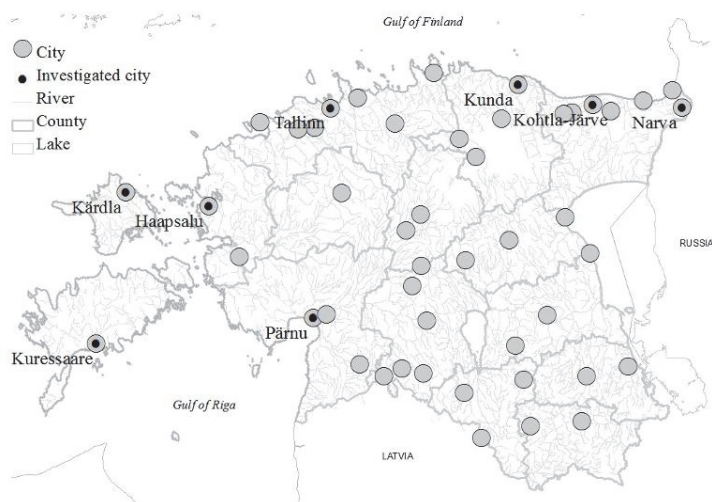 Gulf of Finland
City
Investigated city
River
County
Lake
Tallinn
Kunda
Kohtla-Järve
Narva
Kärdla
Haapsalu
RUSSIA
Pärnu
Kuressaare
Gulf of Riga
LATVIA